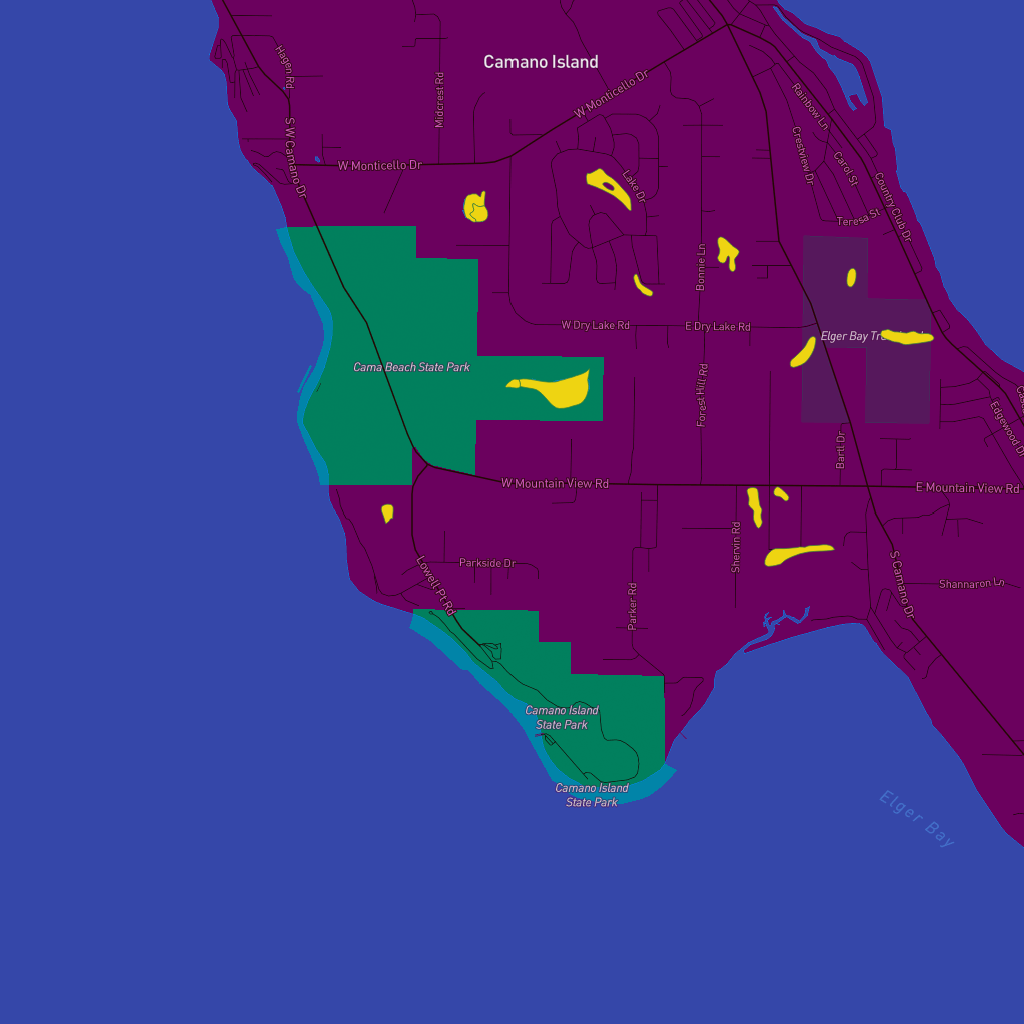 Camano Island
Hagen Rd
Midcrest Rd
W Monticello Dr
Rainbow Ln
S W Camano Dr
W Monticello Dr
Crestview Dr
Carol St
Lake Dr
Country Club Dr
Teresa St
Bonnie Ln
W Dry Lake Rd
E Dry Lake Rd
Elger Bay
Cama Beach State Park
Forest Hill Rd
Edgewood Dr
Bartl Dr
W Mountain View Rd
E Mountain View Rd
Shervin Rd
Parkside Dr
Lowell Pt Rd
S Camano Dr
Shannaron Ln
Parker Rd
Camano Island
State Park
Camano Island
State Park
Elger Bay